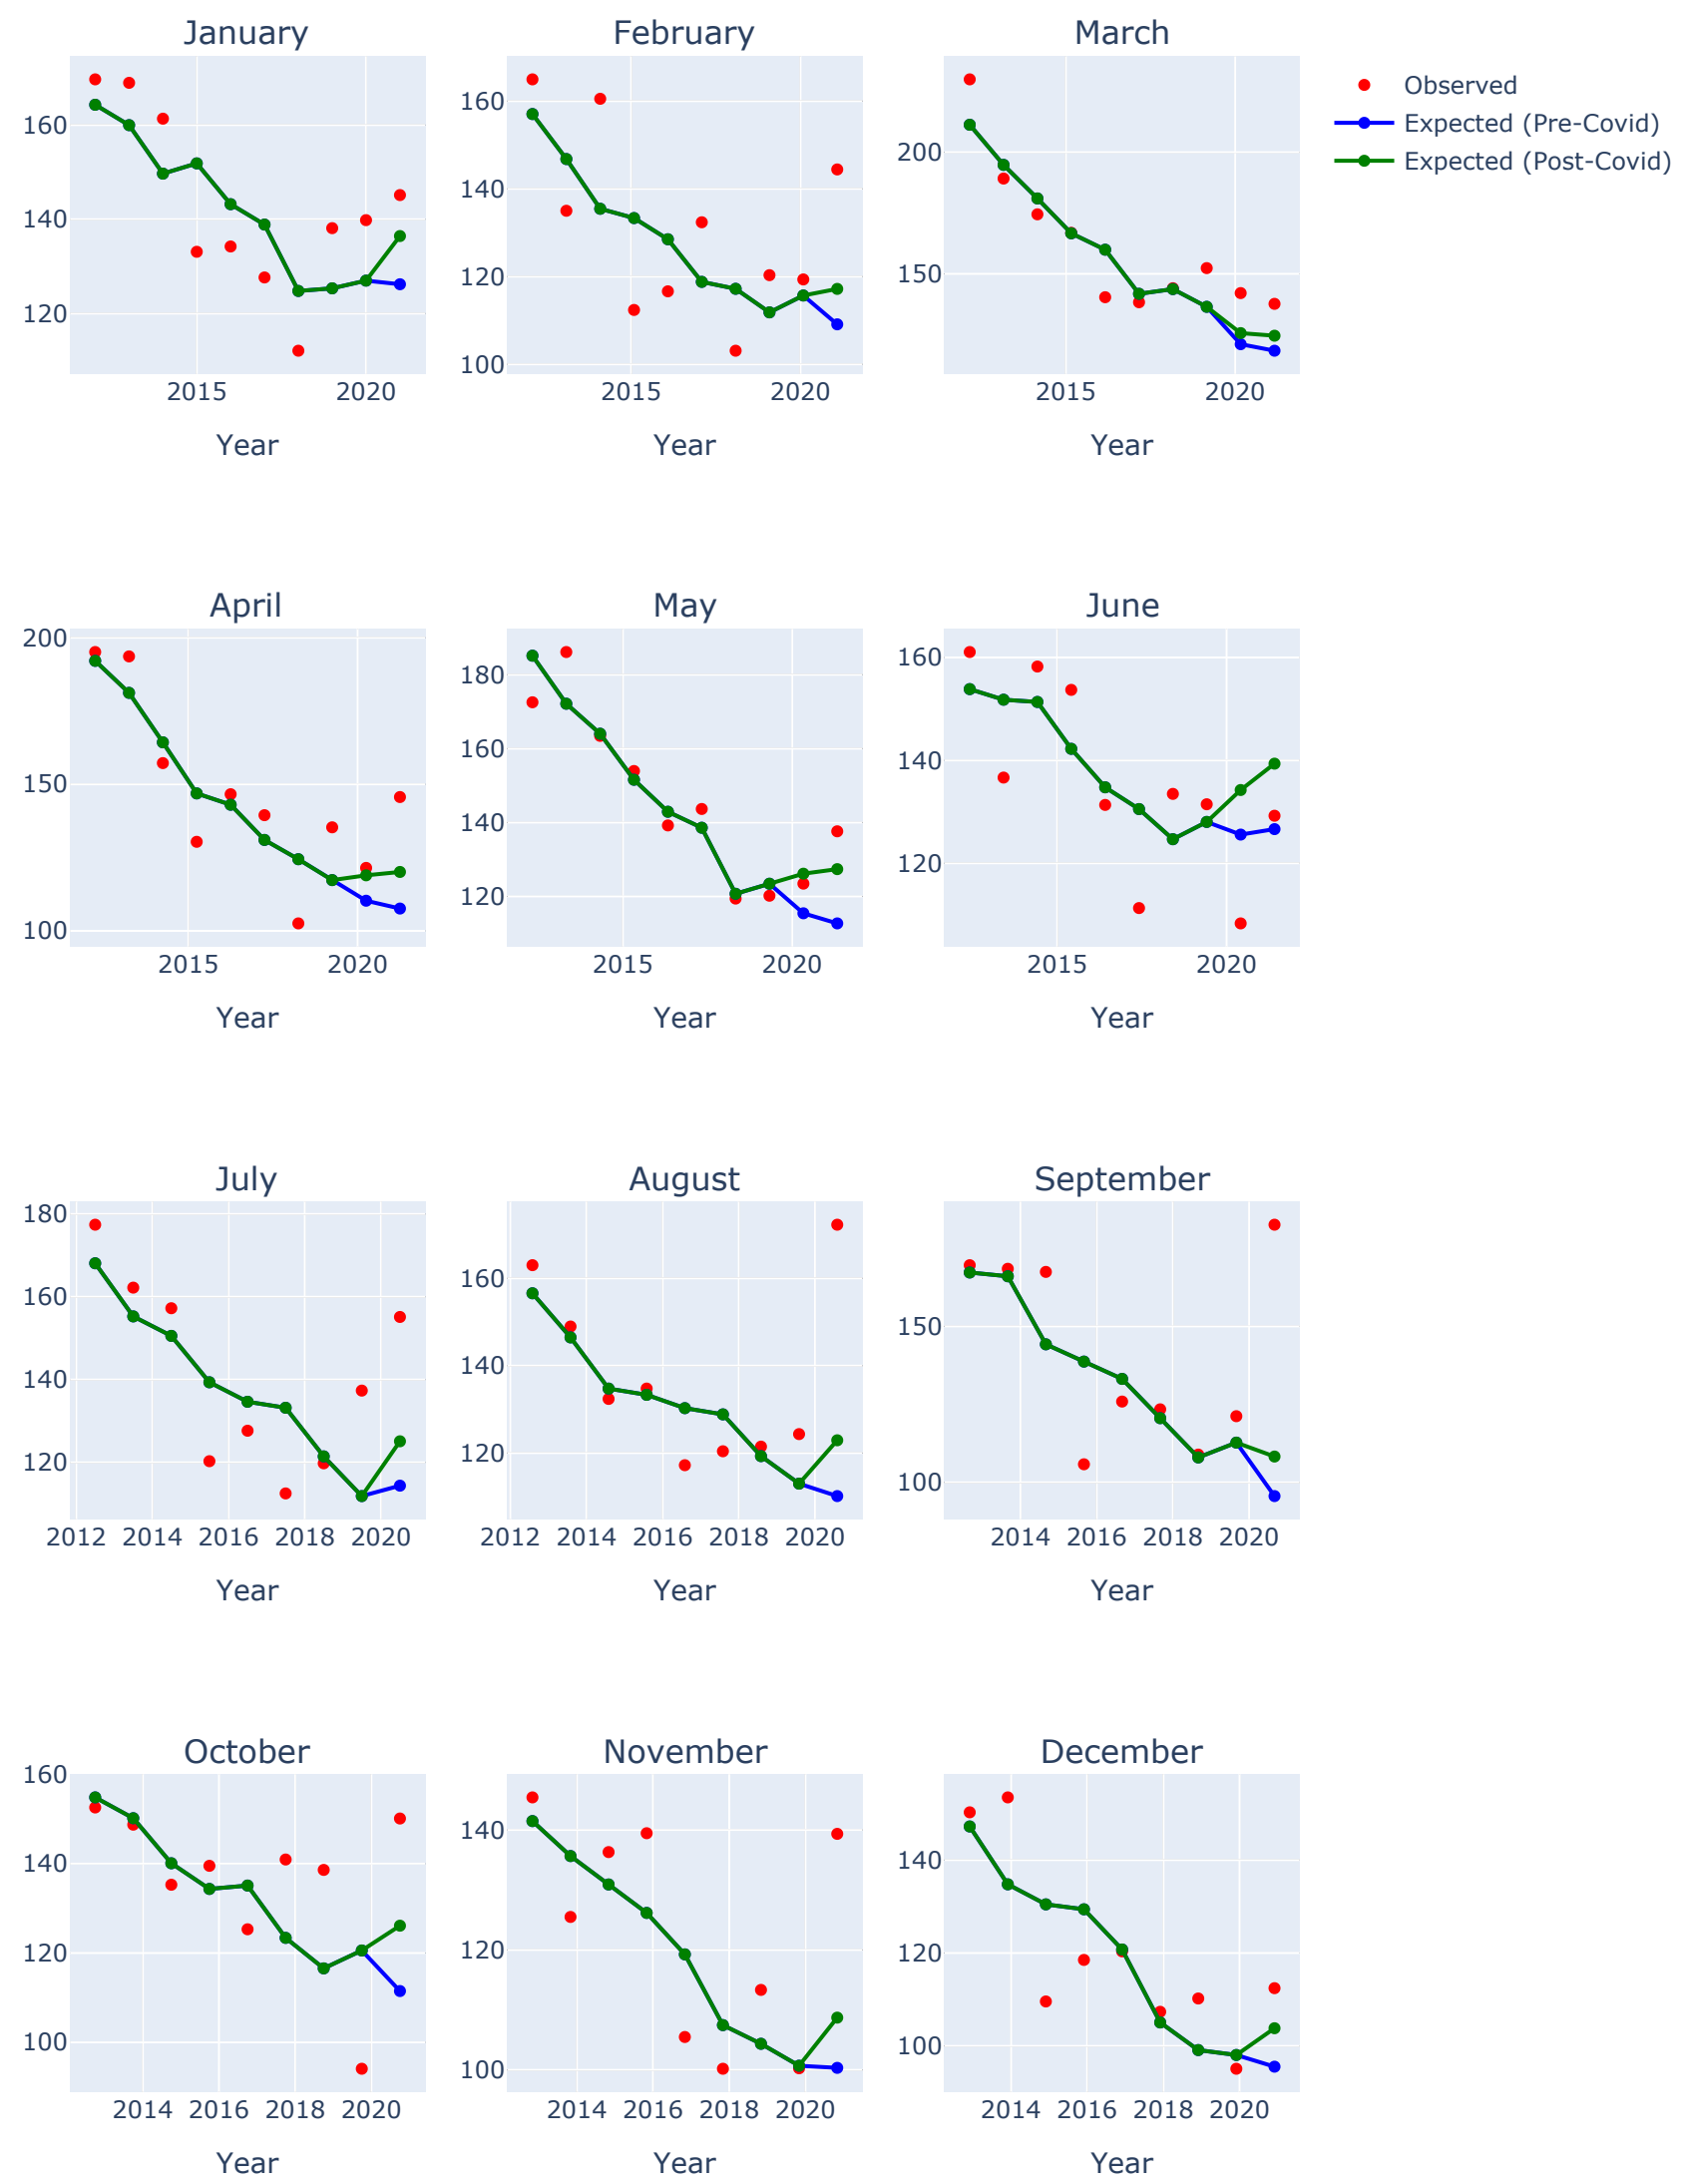 January
February
March
Observed
Expected (Pre-Covid)
Expected (Post-Covid)
160
140
120
2015
2020
Year
160
140
120
100
2015
2020
Year
200
150
2015
2020
Year
April
May
June
200
150
100
2015
2020
Year
180
160
140
120
2015
2020
Year
160
140
120
2015
2020
Year
July
August
September
180
160
140
120
2012 2014 2016 2018 2020
Year
160
140
120
2012 2014 2016 2018 2020
Year
150
100
2014 2016 2018 2020
Year
October
November
December
160
140
120
100
2014 2016 2018 2020
Year
140
120
100
2014 2016 2018 2020
Year
140
120
100
2014 2016 2018 2020
Year